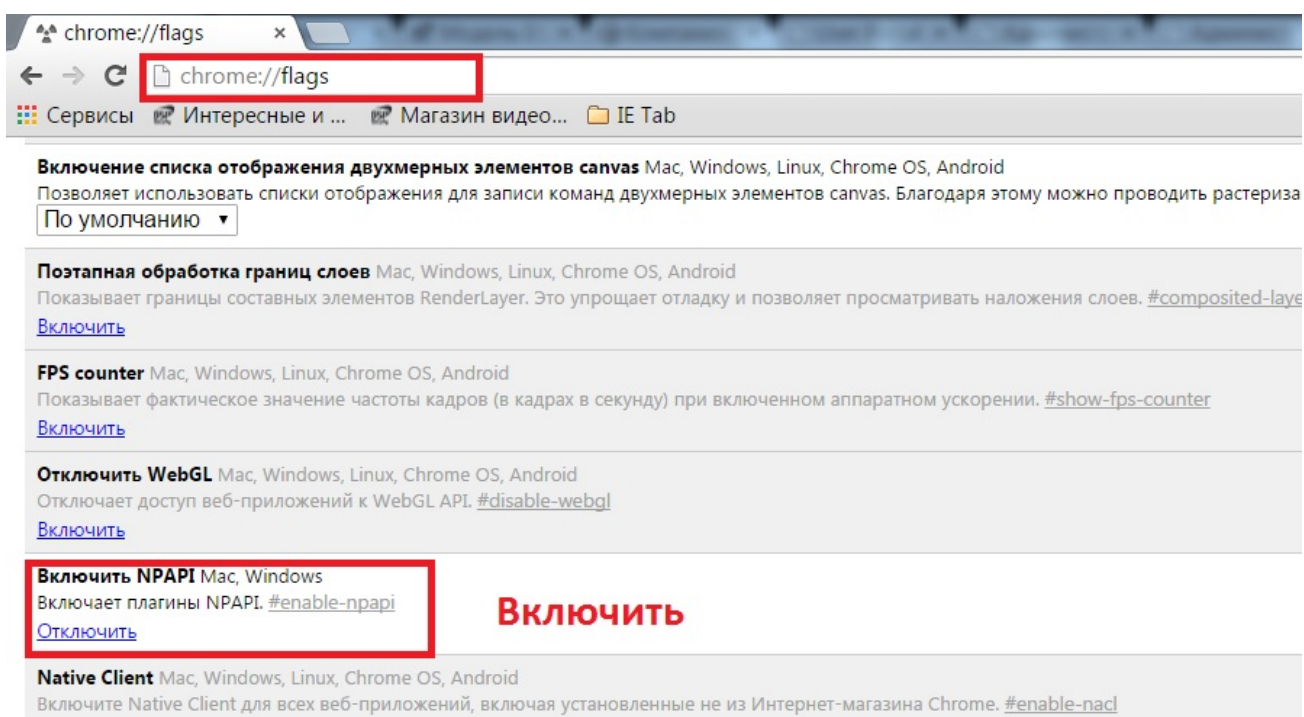 chrome://flags
chrome://flags
Сервисы Интересные и ... Магазин видео... IE Tab
Включение списка отображения двухмерных элементов canvas Mac, Windows, Linux, Chrome OS, Android
Позволяет использовать списки отображения для записи команд двухмерных элементов canvas. Благодаря этому можно проводить растериза
По умолчанию
Поэтапная обработка границ слоев Mac, Windows, Linux, Chrome OS, Android
Показывает границы составных элементов RenderLayer. Это упрощает отладку и позволяет просматривать наложения слоев. #composited-laye
Включить
FPS counter Mac, Windows, Linux, Chrome OS, Android
Показывает фактическое значение частоты кадров (в кадрах в секунду) при включенном аппаратном ускорении. #show-fps-counter
Включить
Отключить WebGL Mac, Windows, Linux, Chrome OS, Android
Отключает доступ веб-приложений к WebGL API. #disable-webgl
Включить
Включить NPAPI Mac, Windows
Включает плагины NPAPI. #enable-npapi
Включить
Отключить
Native Client Mac, Windows, Linux, Chrome OS, Android
Включите Native Client для всех веб-приложений, включая установленные не из Интернет-магазина Chrome. #enable-nacl